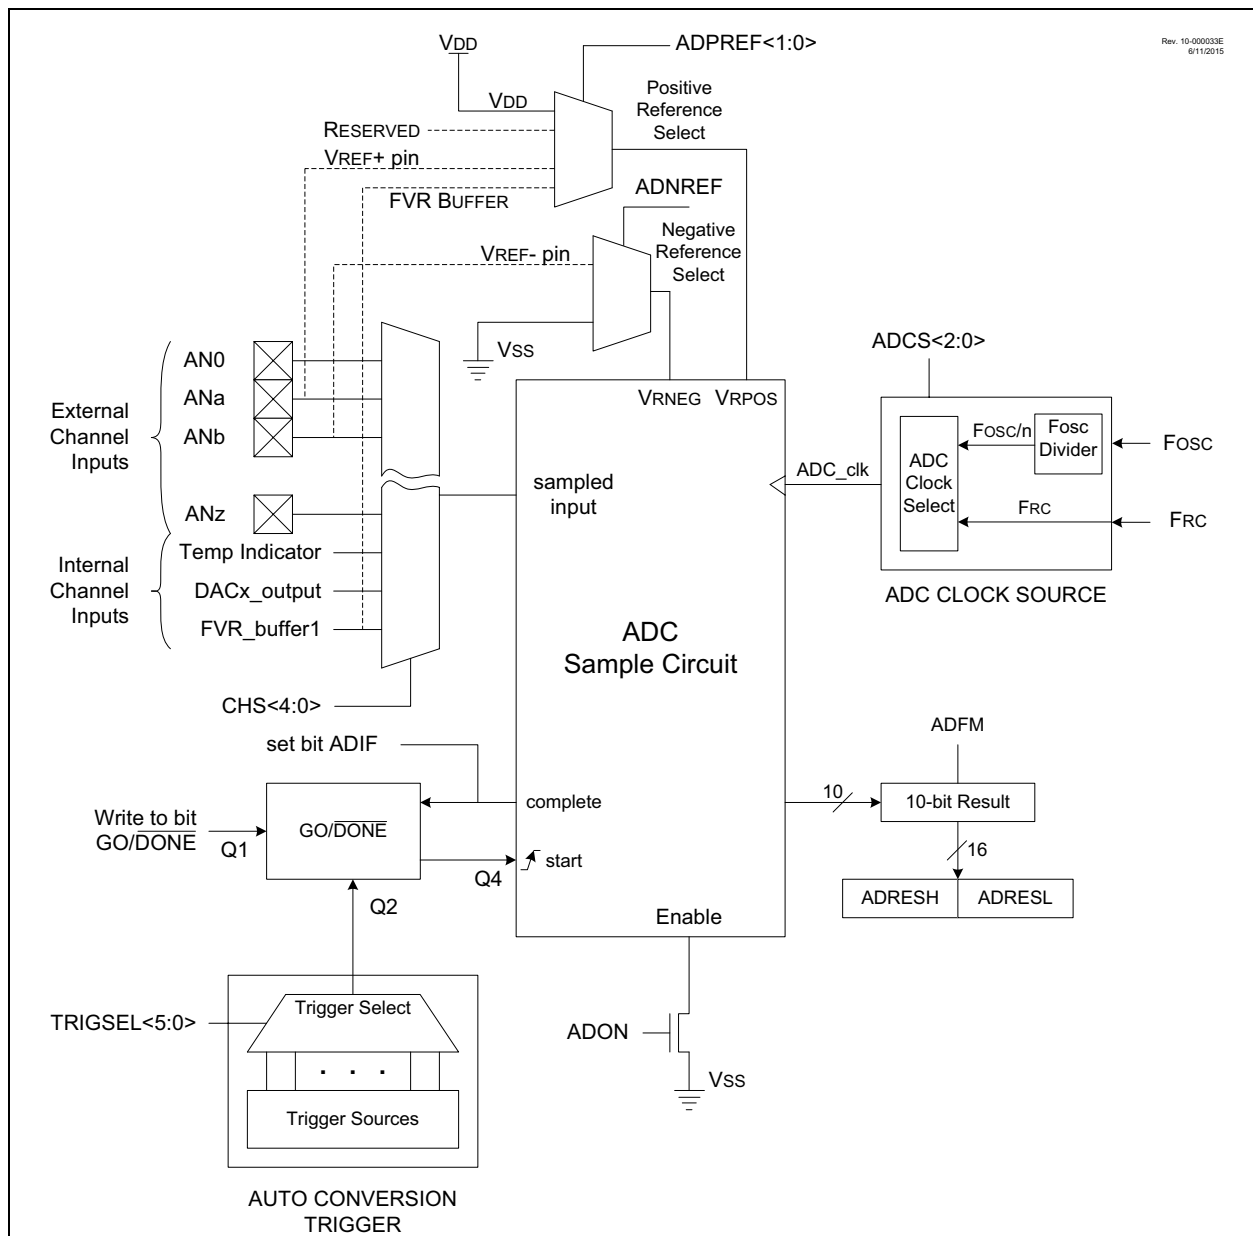 Rev. 10-000033E
6/11/2015
VDD
ADPREF<1:0>
VDD
Positive
Reference
Select
RESERVED
VREF+ pin
FVR BUFFER
ADNREF
VREF- pin
Negative
Reference
Select
VSS
VRNEG
VRPOS
External
Channel
Inputs
AN0
ANa
ANb
ANz
Internal
Channel
Inputs
Temp Indicator
DACx_output
FVR_buffer1
CHS<4:0>
sampled
input
ADC_clk
ADCS<2:0>
ADC
Clock
Select
FOSC/n
Fosc
Divider
FOSC
FRC
FRC
ADC CLOCK SOURCE
ADC
Sample Circuit
set bit ADIF
complete
Write to bit
GO/DONE
Q1
GO/DONE
Q4
start
Q2
Enable
ADFM
10
10-bit Result
16
ADRESH
ADRESL
TRIGSEL<5:0>
Trigger Select
. . .
Trigger Sources
AUTO CONVERSION
TRIGGER
ADON
VSS